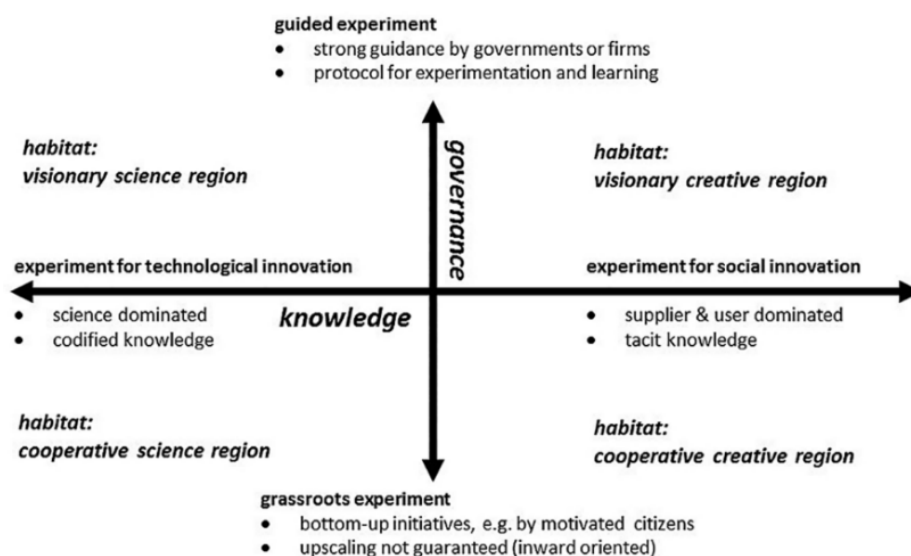 guided experiment
• strong guidance by governments or firms
• protocol for experimentation and learning
habitat:
visionary science region
governance
habitat:
visionary creative region
experiment for technological innovation
experiment for social innovation
• science dominated
• codified knowledge
knowledge
• supplier & user dominated
• tacit knowledge
habitat:
cooperative science region
habitat:
cooperative creative region
grassroots experiment
• bottom-up initiatives, e.g. by motivated citizens
• upscaling not guaranteed (inward oriented)